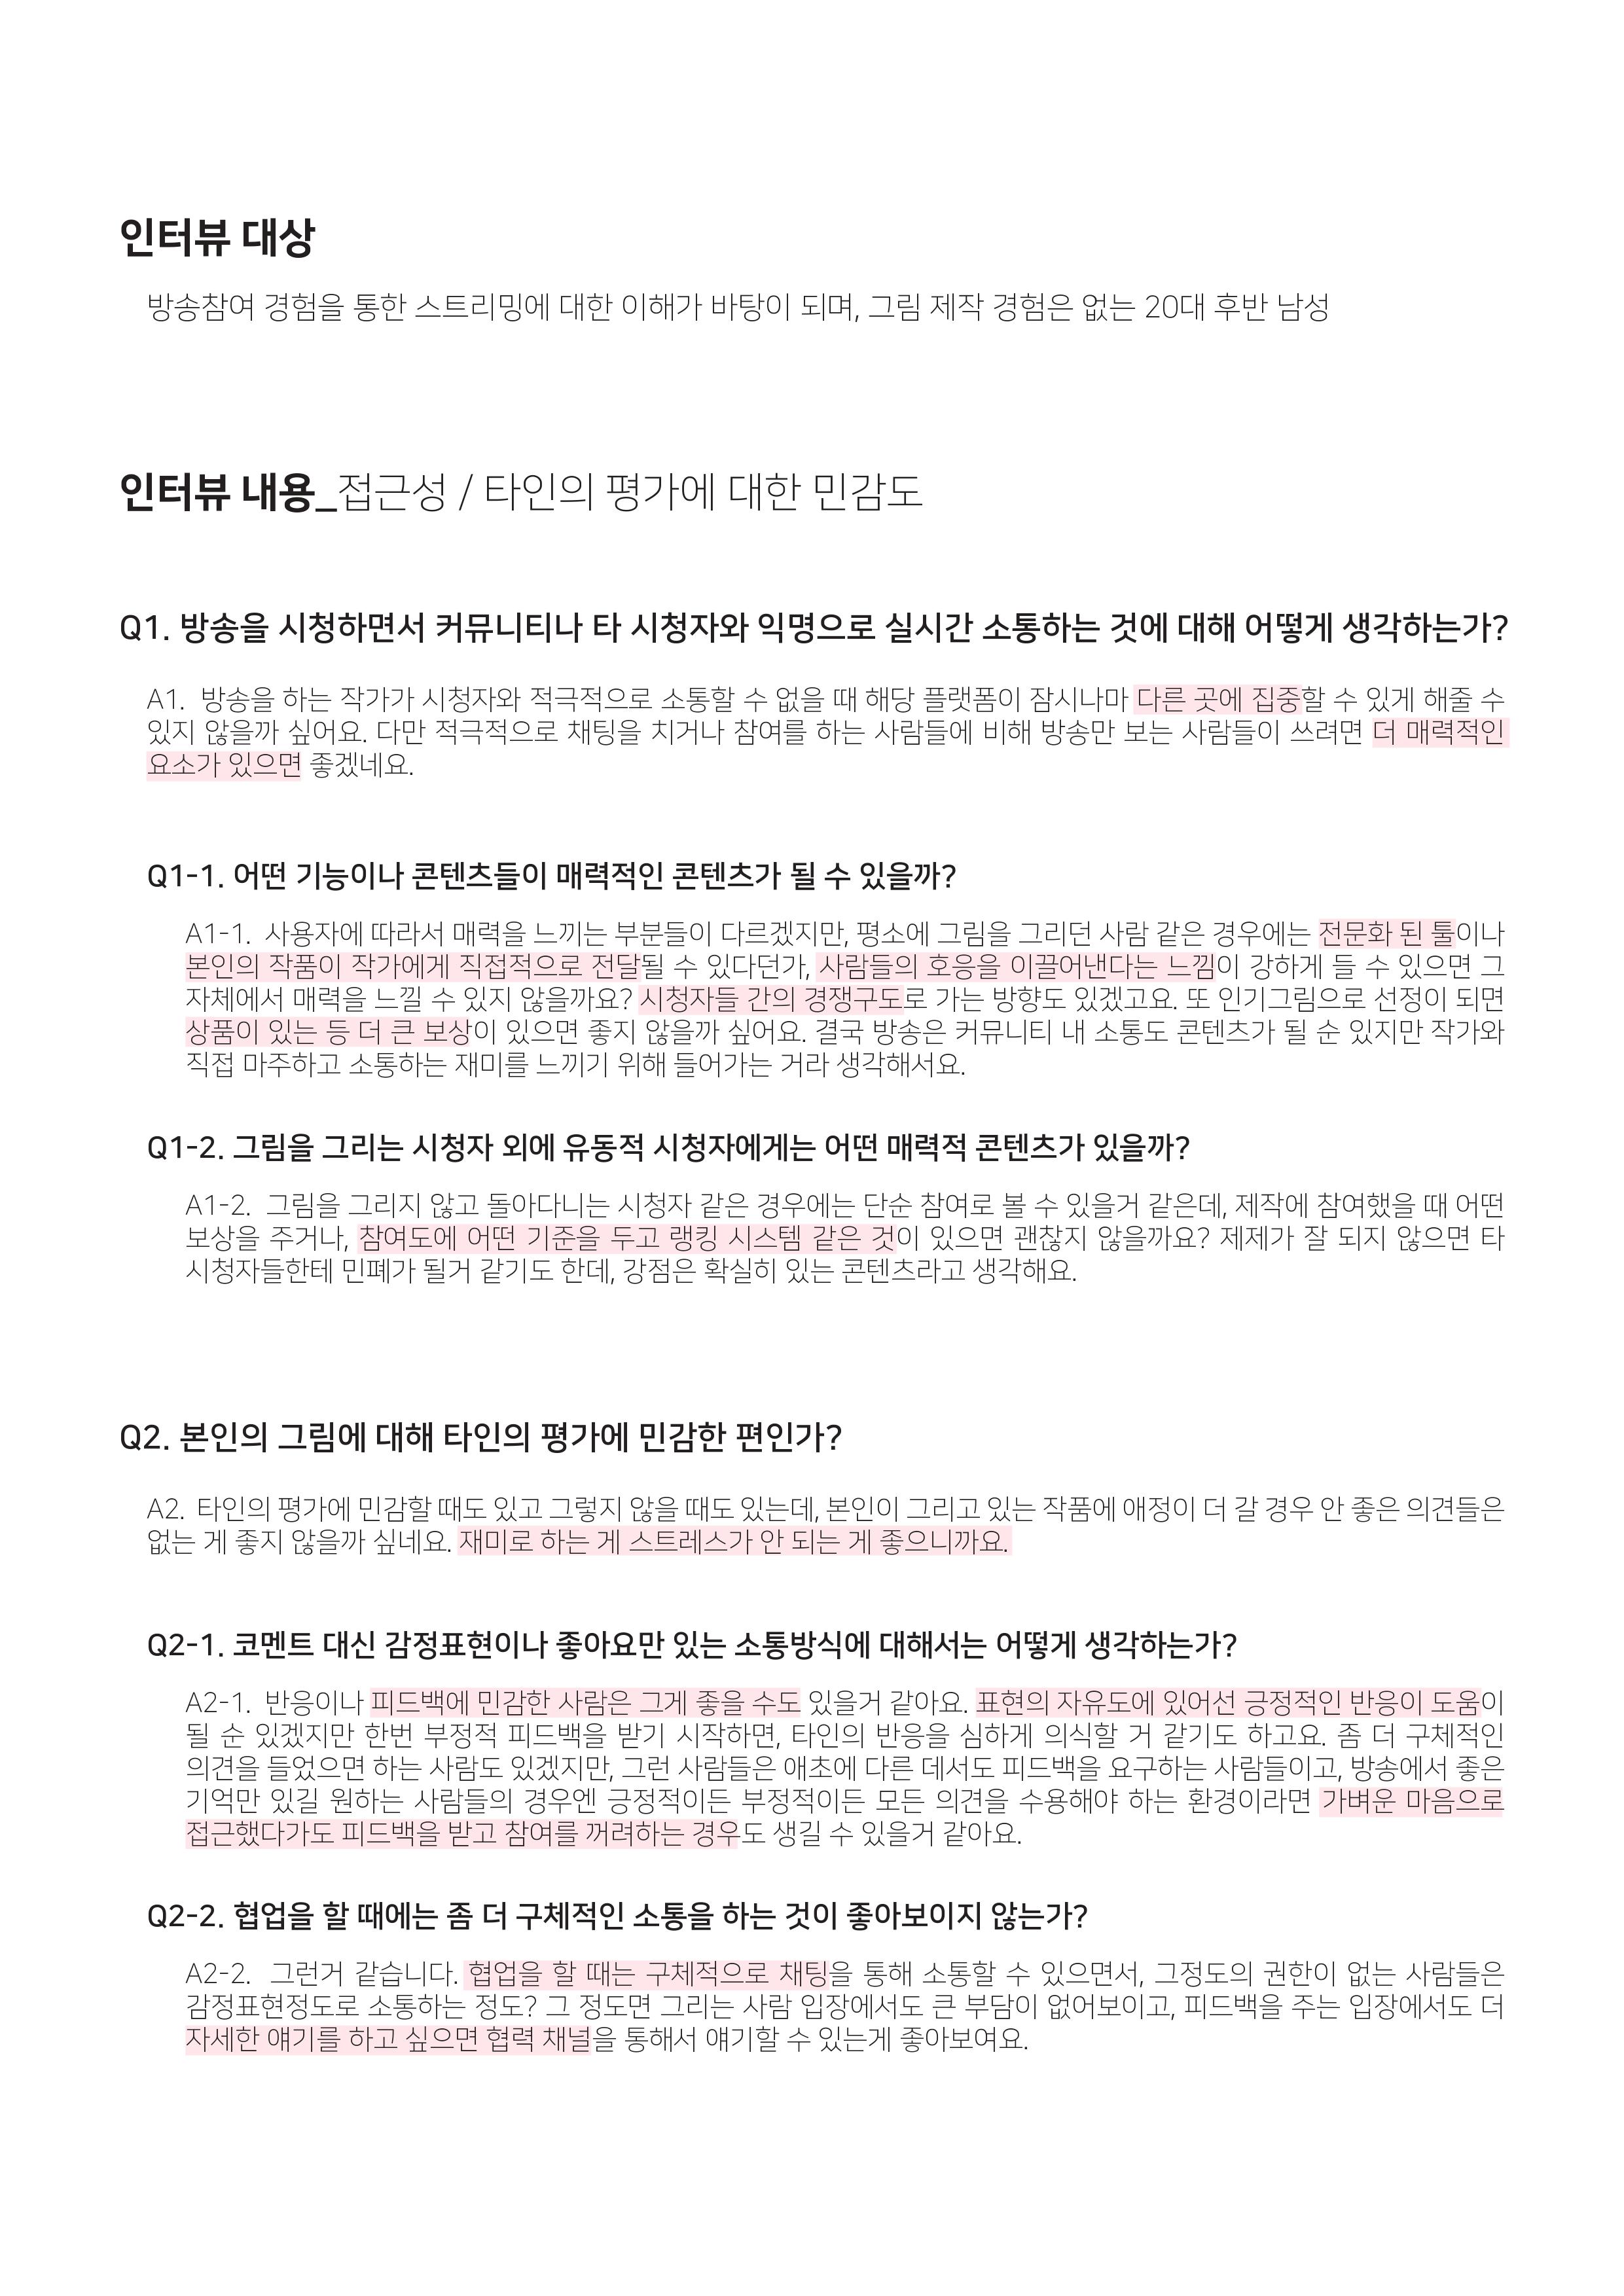 인터뷰 대상
방송참여 경험을 통한 스트리밍에 대한 이해가 바탕이 되며, 그림 제작 경험은 없는 20대 후반 남성
인터뷰 내용_접근성 / 타인의 평가에 대한 민감도
Q1. 방송을 시청하면서 커뮤니티나 타 시청자와 익명으로 실시간 소통하는 것에 대해 어떻게 생각하는가?
A1. 방송을 하는 작가가 시청자와 적극적으로 소통할 수 없을 때 해당 플랫폼이 잠시나마 다른 곳에 집중할 수 있게 해줄 수
있지 않을까 싶어요. 다만 적극적으로 채팅을 치거나 참여를 하는 사람들에 비해 방송만 보는 사람들이 쓰려면 더 매력적인
요소가 있으면 좋겠네요.
Q1-1. 어떤 기능이나 콘텐츠들이 매력적인 콘텐츠가 될 수 있을까?
A1-1. 사용자에 따라서 매력을 느끼는 부분들이 다르겠지만, 평소에 그림을 그리던 사람 같은 경우에는 전문화 된 툴이나
본인의 작품이 작가에게 직접적으로 전달될 수 있다던가, 사람들의 호응을 이끌어낸다는 느낌이 강하게 들 수 있으면 그
자체에서 매력을 느낄 수 있지 않을까요? 시청자들 간의 경쟁구도로 가는 방향도 있겠고요. 또 인기그림으로 선정이 되면
상품이 있는 등 더 큰 보상이 있으면 좋지 않을까 싶어요. 결국 방송은 커뮤니티 내 소통도 콘텐츠가 될 순 있지만 작가와
직접 마주하고 소통하는 재미를 느끼기 위해 들어가는 거라 생각해서요.
Q1-2. 그림을 그리는 시청자 외에 유동적 시청자에게는 어떤 매력적 콘텐츠가 있을까?
A1-2. 그림을 그리지 않고 돌아다니는 시청자 같은 경우에는 단순 참여로 볼 수 있을거 같은데, 제작에 참여했을 때 어떤
보상을 주거나, 참여도에 어떤 기준을 두고 랭킹 시스템 같은 것이 있으면 괜찮지 않을까요? 제제가 잘 되지 않으면 타
시청자들한테 민폐가 될거 같기도 한데, 강점은 확실히 있는 콘텐츠라고 생각해요.
Q2. 본인의 그림에 대해 타인의 평가에 민감한 편인가?
A2. 타인의 평가에 민감할 때도 있고 그렇지 않을 때도 있는데, 본인이 그리고 있는 작품에 애정이 더 갈 경우 안 좋은 의견들은
없는 게 좋지 않을까 싶네요. 재미로 하는 게 스트레스가 안 되는 게 좋으니까요.
Q2-1. 코멘트 대신 감정표현이나 좋아요만 있는 소통방식에 대해서는 어떻게 생각하는가?
A2-1. 반응이나 피드백에 민감한 사람은 그게 좋을 수도 있을거 같아요. 표현의 자유도에 있어선 긍정적인 반응이 도움이
될 순 있겠지만 한번 부정적 피드백을 받기 시작하면, 타인의 반응을 심하게 의식할 거 같기도 하고요. 좀 더 구체적인
의견을 들었으면 하는 사람도 있겠지만, 그런 사람들은 애초에 다른 데서도 피드백을 요구하는 사람들이고, 방송에서 좋은
기억만 있길 원하는 사람들의 경우엔 긍정적이든 부정적이든 모든 의견을 수용해야 하는 환경이라면 가벼운 마음으로
접근했다가도 피드백을 받고 참여를 꺼려하는 경우도 생길 수 있을거 같아요.
Q2-2. 협업을 할 때에는 좀 더 구체적인 소통을 하는 것이 좋아보이지 않는가?
A2-2. 그런거 같습니다. 협업을 할 때는 구체적으로 채팅을 통해 소통할 수 있으면서, 그정도의 권한이 없는 사람들은
감정표현정도로 소통하는 정도? 그 정도면 그리는 사람 입장에서도 큰 부담이 없어보이고, 피드백을 주는 입장에서도 더
자세한 얘기를 하고 싶으면 협력 채널을 통해서 얘기할 수 있는게 좋아보여요.